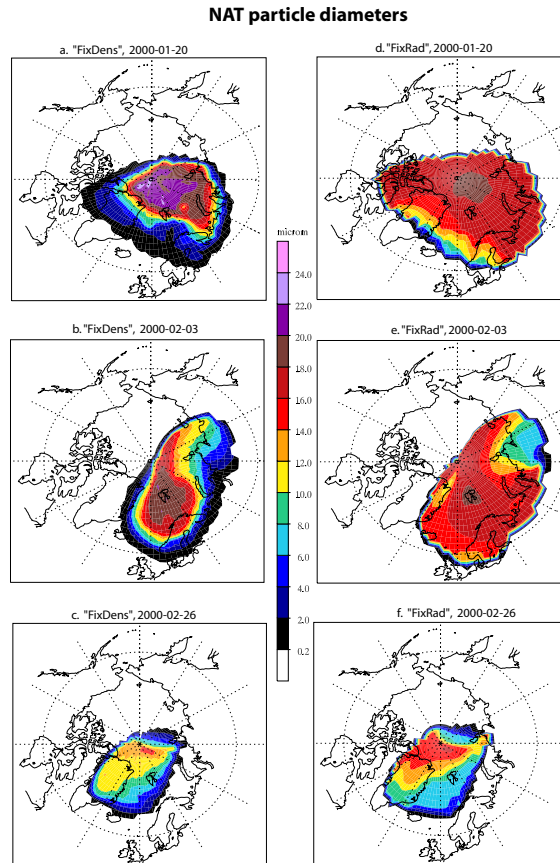 NAT particle diameters
a. "FixDens", 2000-01-20
d. "FixRad", 2000-01-20
microm
24.0
22.0
20.0
18.0
16.0
14.0
12.0
10.0
8.0
6.0
4.0
2.0
0.2
b. "FixDens", 2000-02-03
e. "FixRad", 2000-02-03
c. "FixDens", 2000-02-26
f. "FixRad", 2000-02-26